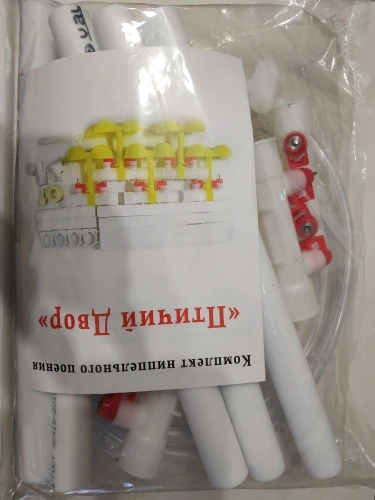 Комплект ниппельного поения
«Птичий Двор»